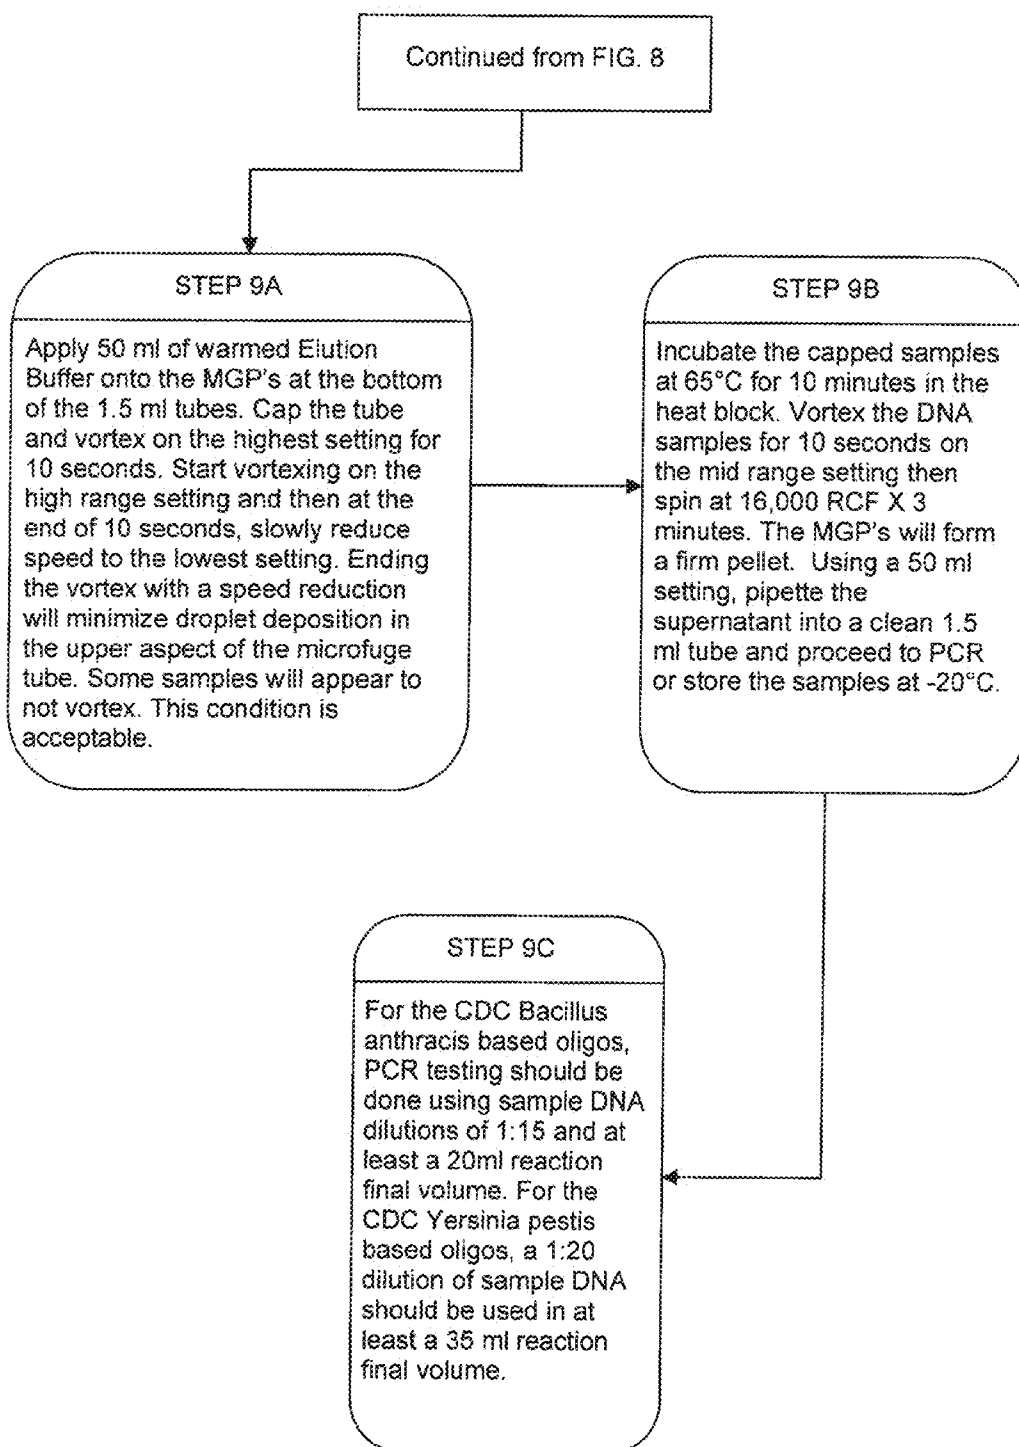 Continued from FIG. 8
STEP 9A
Apply 50 ml of warmed Elution
Buffer onto the MGP's at the bottom
of the 1.5 ml tubes. Cap the tube
and vortex on the highest setting for
10 seconds. Start vortexing on the
high range setting and then at the
end of 10 seconds, slowly reduce
speed to the lowest setting. Ending
the vortex with a speed reduction
will minimize droplet deposition in
the upper aspect of the microfuge
tube. Some samples will appear to
not vortex. This condition is
acceptable.
STEP 9B
Incubate the capped samples
at 65°C for 10 minutes in the
heat block. Vortex the DNA
samples for 10 seconds on
the mid range setting then
spin at 16,000 RCF X 3
minutes. The MGP's will form
a firm pellet. Using a 50 ml
setting, pipette the
supernatant into a clean 1.5
ml tube and proceed to PCR
or store the samples at -20°C.
STEP 9C
For the CDC Bacillus
anthracis based oligos,
PCR testing should be
done using sample DNA
dilutions of 1:15 and at
least a 20ml reaction
final volume. For the
CDC Yersinia pestis
based oligos, a 1:20
dilution of sample DNA
should be used in at
least a 35 ml reaction
final volume.